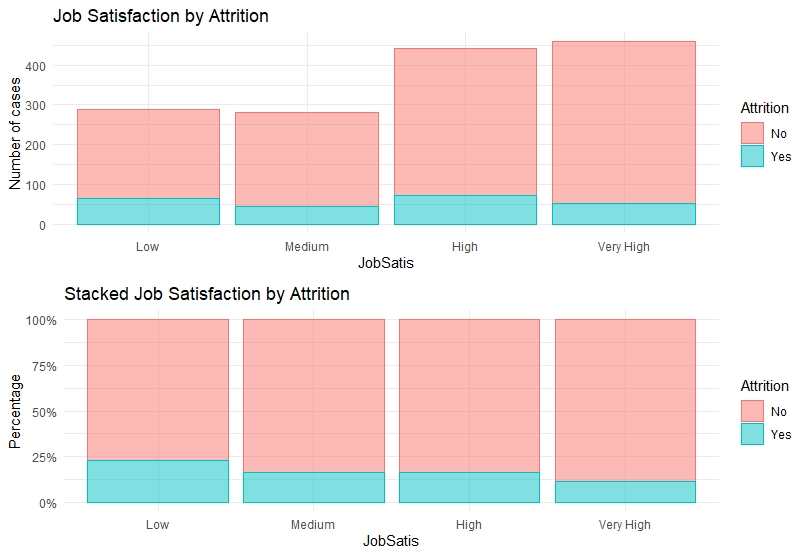 Job Satisfaction by Attrition
Number of cases
400
300
200
100
0
Low Medium High Very High
JobSatis
Attrition
No
Yes
Stacked Job Satisfaction by Attrition
Percentage
100%
75%
50%
25%
0%
Low Medium High Very High
JobSatis
Attrition
No
Yes